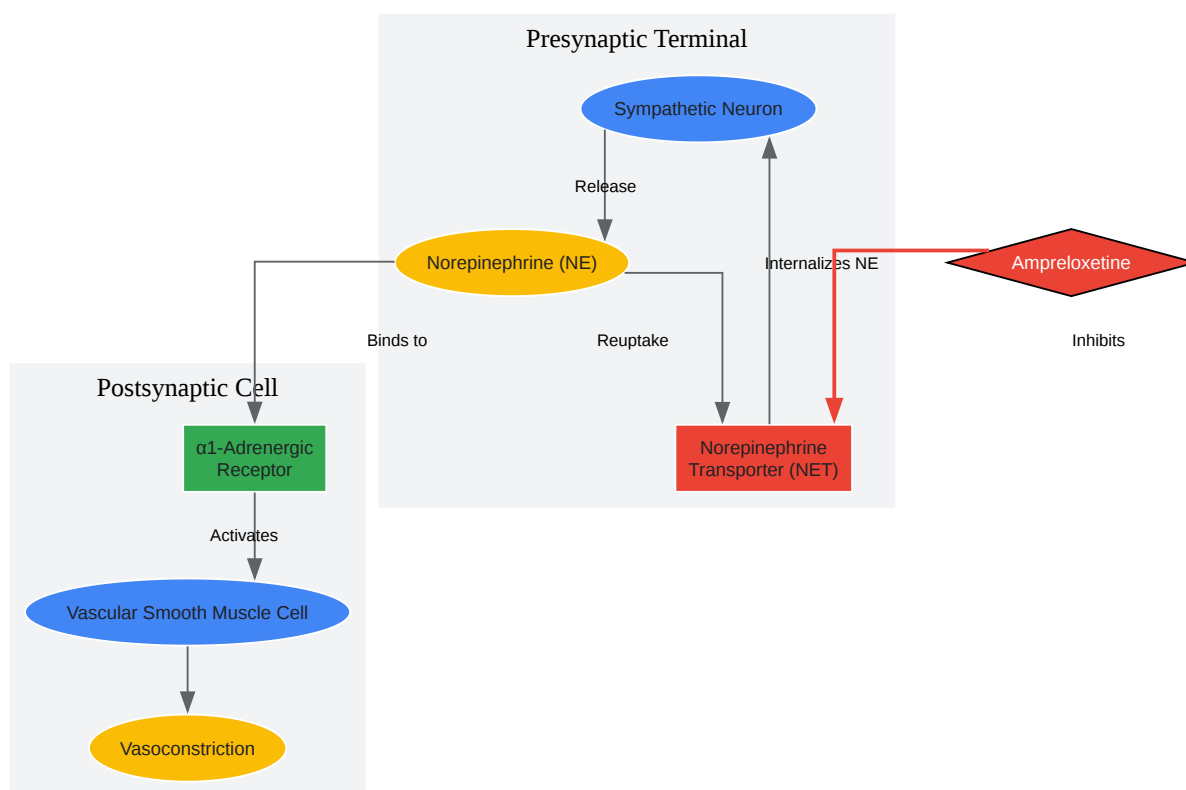 Presynaptic Terminal
Sympathetic Neuron
Release
Norepinephrine (NE)
Internalizes NE
Ampreloxetine
Binds to
Reuptake
Inhibits
Postsynaptic Cell
α1-Adrenergic
Receptor
Norepinephrine
Transporter (NET)
Activates
Vascular Smooth Muscle Cell
Vasoconstriction